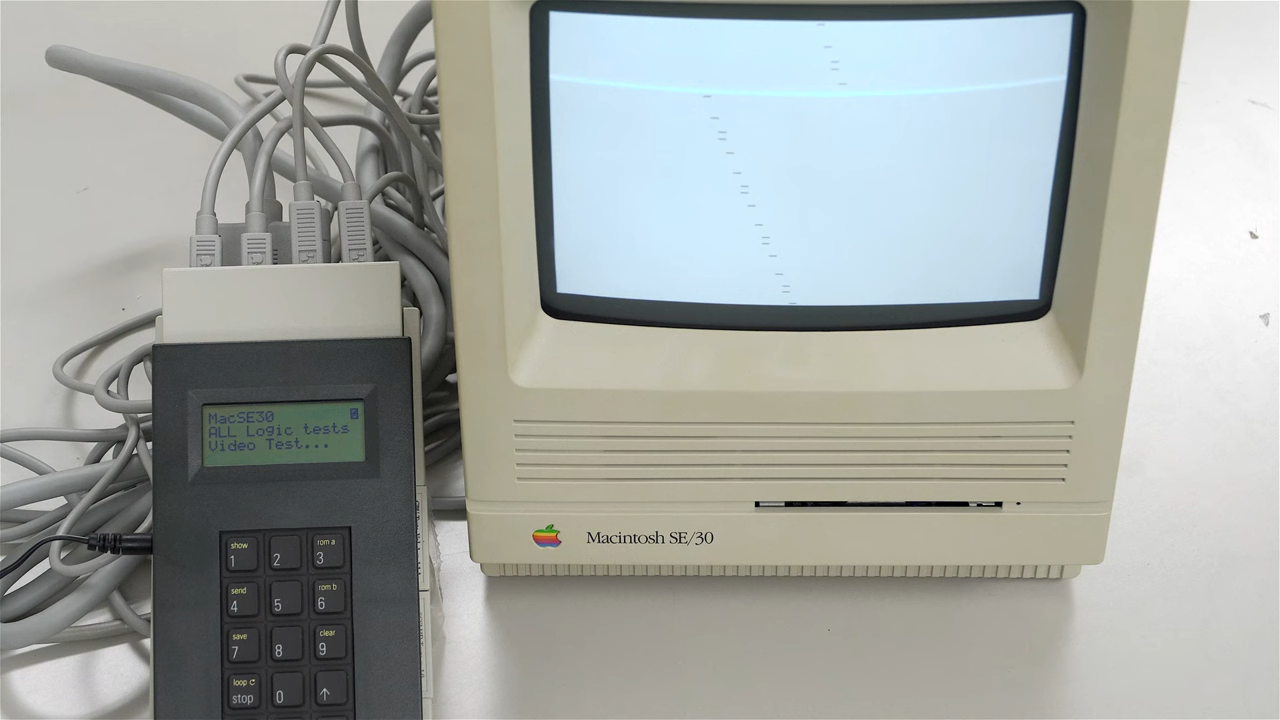 MacSE30
ALL Logic tests
Video Test...
show
1
2
rom a
3
send
4
5
rom b
6
save
7
8
clear
9
loop
stop
0
↑
Macintosh SE/30